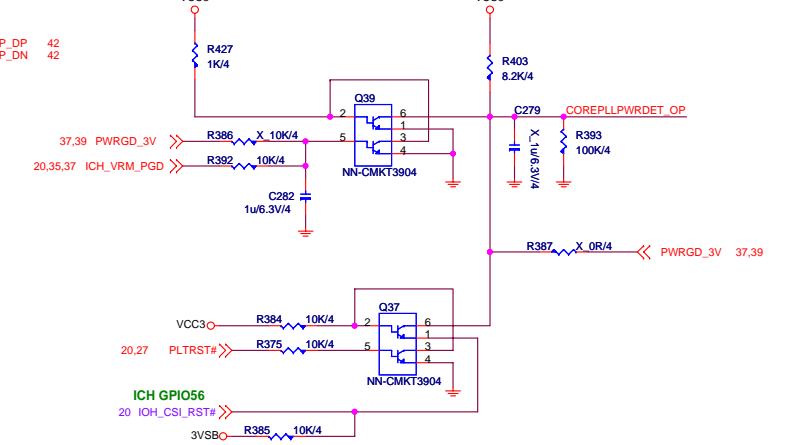 P_DP 42
P_DN 42
R427
1K/4
R403
8.2K/4
Q39
2
6
1
5
3
4
NN-CMKT3904
C279
COREPLLPWRDET_OP
X_1u/6.3V/4
R393
100K/4
37,39 PWRGD_3V
R386 X_10K/4
20,35,37 ICH_VRM_PGD
R392 10K/4
C282
1u/6.3V/4
R387 X_0R/4
PWRGD_3V 37,39
Q37
VCC3
R384 10K/4
2
6
1
20,27 PLTRST#
R375 10K/4
5
3
4
NN-CMKT3904
ICH GPIO56
20 IOH_CSI_RST#
3VSB
R385 10K/4